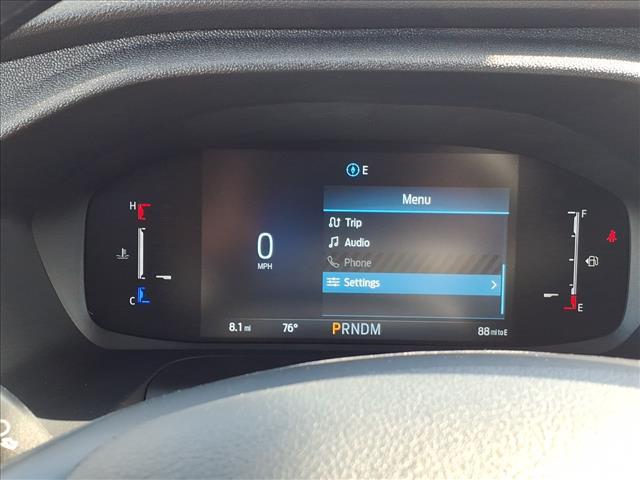 E
Menu
H
F
Trip
Audio
0
MPH
Phone
Settings
C
E
8.1 mi 76° PRNDM 88 mi to E